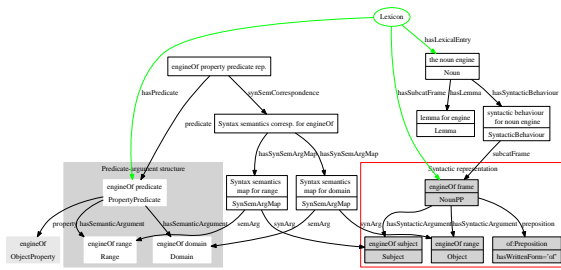 Lexicon
hasLexicalEntry
the noun engine
Noun
engineOf property predicate rep.
hasSubcatFrame
hasLemma
hasSyntacticBehaviour
hasPredicate
synSemCorrespondence
lemma for engine
Lemma
syntactic behaviour
for noun engine
SyntacticBehaviour
predicate
Syntax semantics corresp. for engineOf
hasSynSemArgMap
hasSynSemArgMap
subcatFrame
Predicate-argument structure
Syntactic representation
engineOf predicate
PropertyPredicate
Syntax semantics
map for range
SynSemArgMap
Syntax semantics
map for domain
SynSemArgMap
engineOf frame
NounPP
property
hasSemanticArgument
hasSemanticArgument
semArg
synArg
semArg
synArg
hasSyntacticArgument
hasSyntacticArgument
preposition
engineOf
ObjectProperty
engineOf range
Range
engineOf domain
Domain
engineOf subject
Subject
engineOf range
Object
of:Preposition
hasWrittenForm='of'